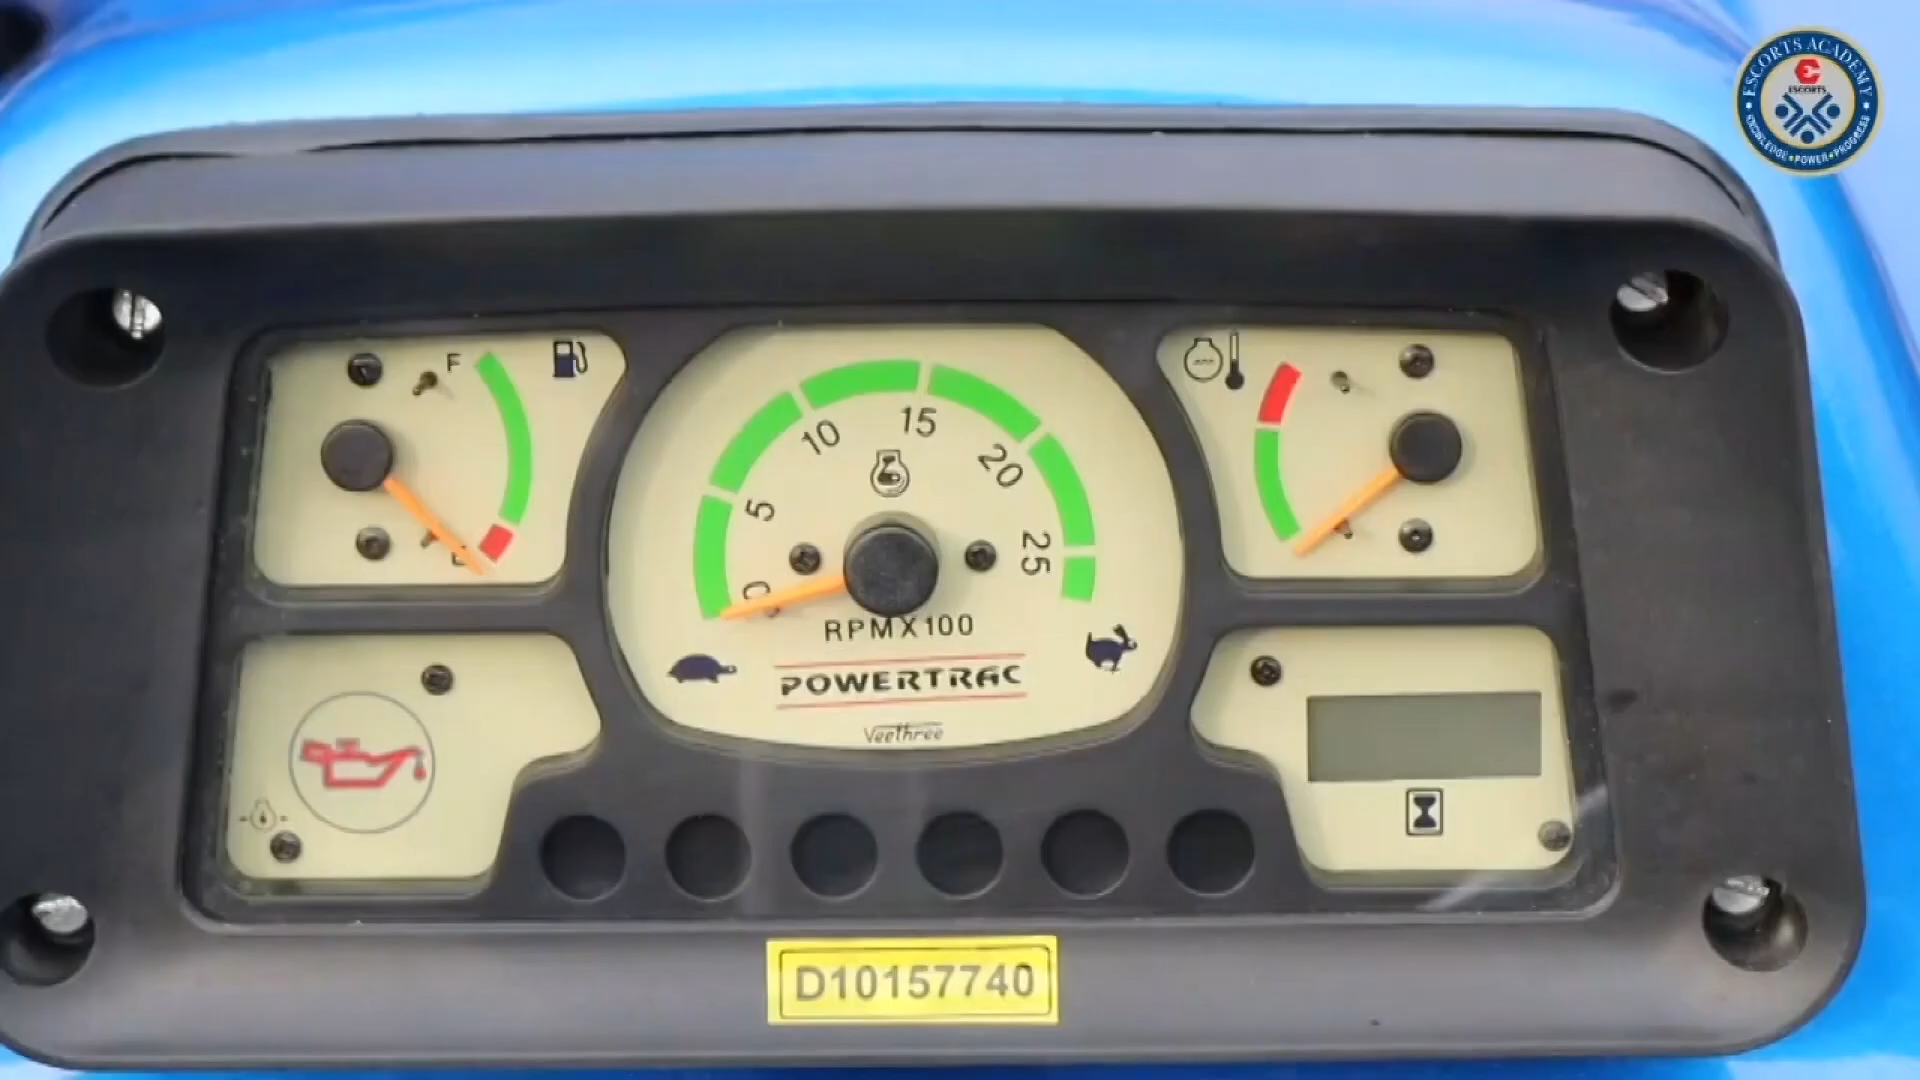 ESCORTS ACADEMY
ESCORTS
KNOWLEDGE • POWER • PROGRESS
F
E
0
5
10
15
20
25
RPMX100
POWERTRAC
Veethree
D10157740